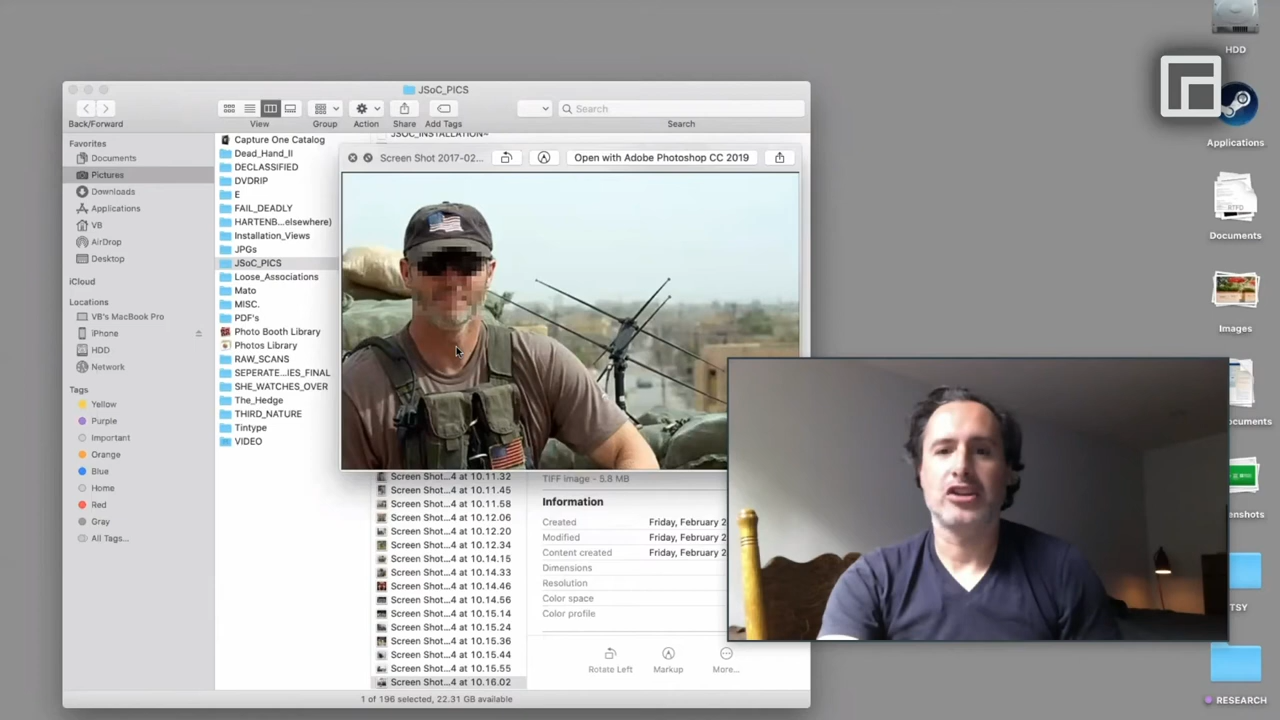 HDD
JSoC_PICS
Back/Forward
View
Group
Action
Share
Add Tags
Search
Search
Applications
Favorites
Documents
Pictures
Downloads
Applications
VB
AirDrop
Desktop
iCloud
Locations
VB's MacBook Pro
iPhone
HDD
Network
Tags
Yellow
Purple
Important
Orange
Blue
Home
Red
Gray
All Tags...
Capture One Catalog
Dead_Hand_II
DECLASSIFIED
DVDRIP
E
FAIL_DEADLY
HARTENB...elsewhere)
Installation_Views
JPGs
JSoC_PICS
Loose_Associations
Mato
MISC.
PDF's
Photo Booth Library
Photos Library
RAW_SCANS
SEPERATE...IES_FINAL
SHE_WATCHES_OVER
The_Hedge
THIRD_NATURE
Tintype
VIDEO
JSOC_INSTALLATION~
Screen Shot 2017-02...
Open with Adobe Photoshop CC 2019
Screen Shot...4 at 10.11.32
Screen Shot...4 at 10.11.45
Screen Shot...4 at 10.11.58
Screen Shot...4 at 10.12.06
Screen Shot...4 at 10.12.20
Screen Shot...4 at 10.12.34
Screen Shot...4 at 10.14.15
Screen Shot...4 at 10.14.33
Screen Shot...4 at 10.14.46
Screen Shot...4 at 10.14.56
Screen Shot...4 at 10.15.14
Screen Shot...4 at 10.15.24
Screen Shot...4 at 10.15.36
Screen Shot...4 at 10.15.44
Screen Shot...4 at 10.15.55
Screen Shot...4 at 10.16.02
TIFF image - 5.8 MB
Information
Created Friday, February 2
Modified Friday, February 2
Content created Friday, February 2
Dimensions
Resolution
Color space
Color profile
Rotate Left
Markup
More...
1 of 196 selected, 22.31 GB available
RTFD
Documents
Images
cuments
enshots
TSY
RESEARCH